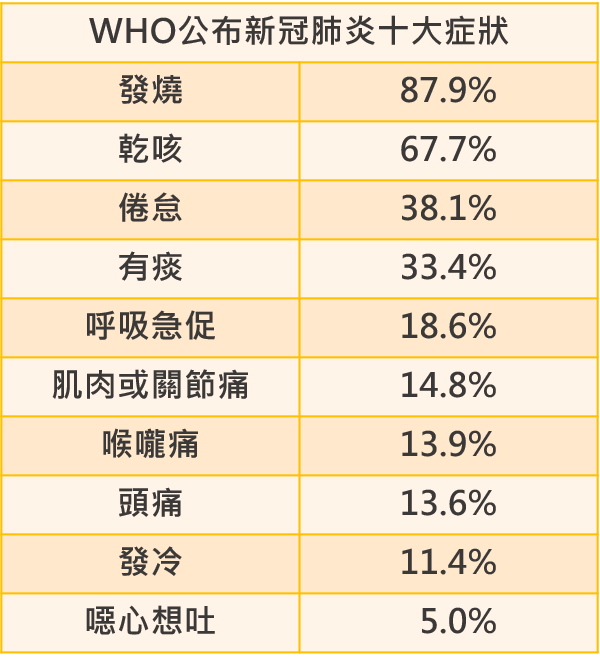 WHO公布新冠肺炎十大症狀
發燒 87.9%
乾咳 67.7%
倦怠 38.1%
有痰 33.4%
呼吸急促 18.6%
肌肉或關節痛 14.8%
喉嚨痛 13.9%
頭痛 13.6%
發冷 11.4%
噁心想吐 5.0%